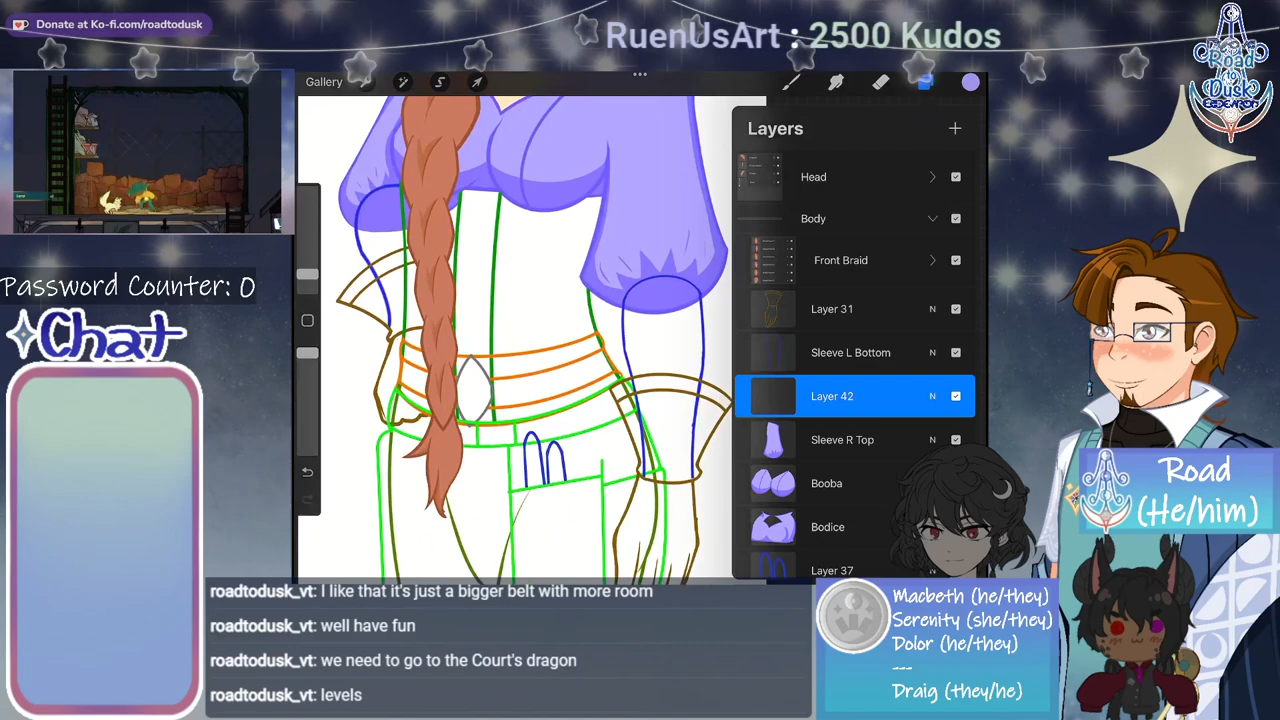 Donate at Ko-fi.com/roadtodusk
RuenUsArt : 2500 Kudos
Road
to
Dusk
Gallery
Layers
Head
Body
Front Braid
Layer 31
N
Sleeve L Bottom
N
Layer 42
N
Sleeve R Top
N
Booba
Bodice
Layer 37
N
Password Counter: 0
Chat
Road
(He/him)
roadtodusk_vt: I like that it's just a bigger belt with more room
roadtodusk_vt: well have fun
roadtodusk_vt: we need to go to the Court's dragon
roadtodusk_vt: levels
Macbeth (he/they)
Serenity (she/they)
Dolor (he/they)
---
Draig (they/he)